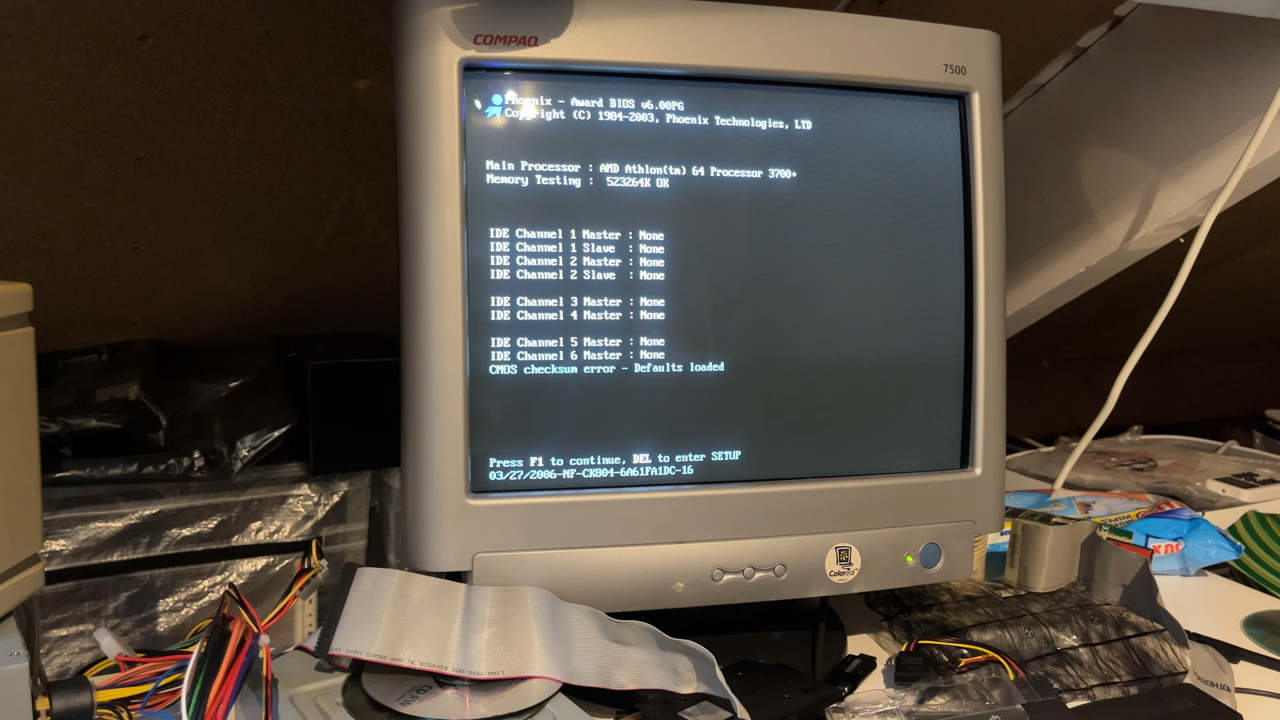 COMPAQ
7500
Phoenix - Award BIOS v6.00PG
Copyright (C) 1984-2003, Phoenix Technologies, LTD
Main Processor : AMD Athlon(tm) 64 Processor 3700+
Memory Testing : 523264K OK
IDE Channel 1 Master : None
IDE Channel 1 Slave : None
IDE Channel 2 Master : None
IDE Channel 2 Slave : None
IDE Channel 3 Master : None
IDE Channel 4 Master : None
IDE Channel 5 Master : None
IDE Channel 6 Master : None
CMOS checksum error - Defaults loaded
Press F1 to continue, DEL to enter SETUP
03/27/2006-NF-CK804-6A61FA1DC-16